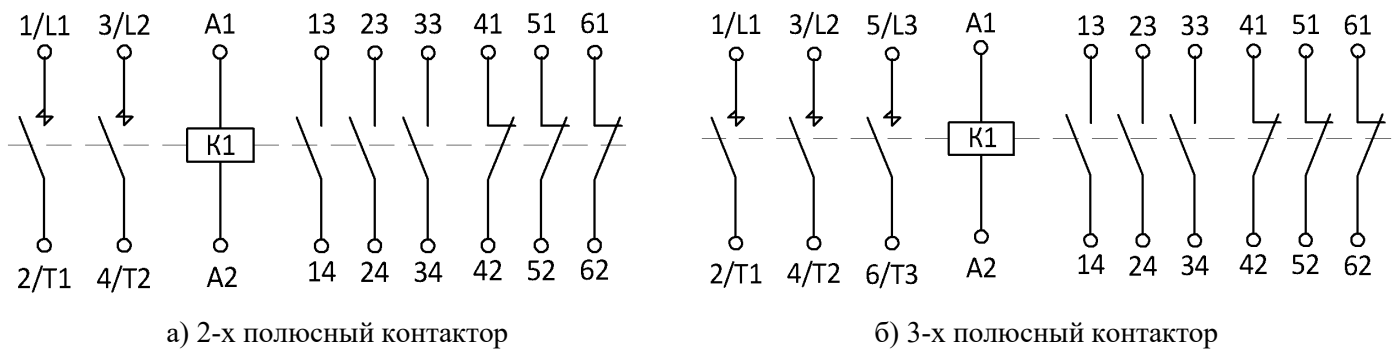 1/L1 3/L2 A1 13 23 33 41 51 61
K1
2/T1 4/T2 A2 14 24 34 42 52 62
а) 2-х полюсный контактор
1/L1 3/L2 5/L3 A1 13 23 33 41 51 61
K1
2/T1 4/T2 6/T3 A2 14 24 34 42 52 62
б) 3-х полюсный контактор